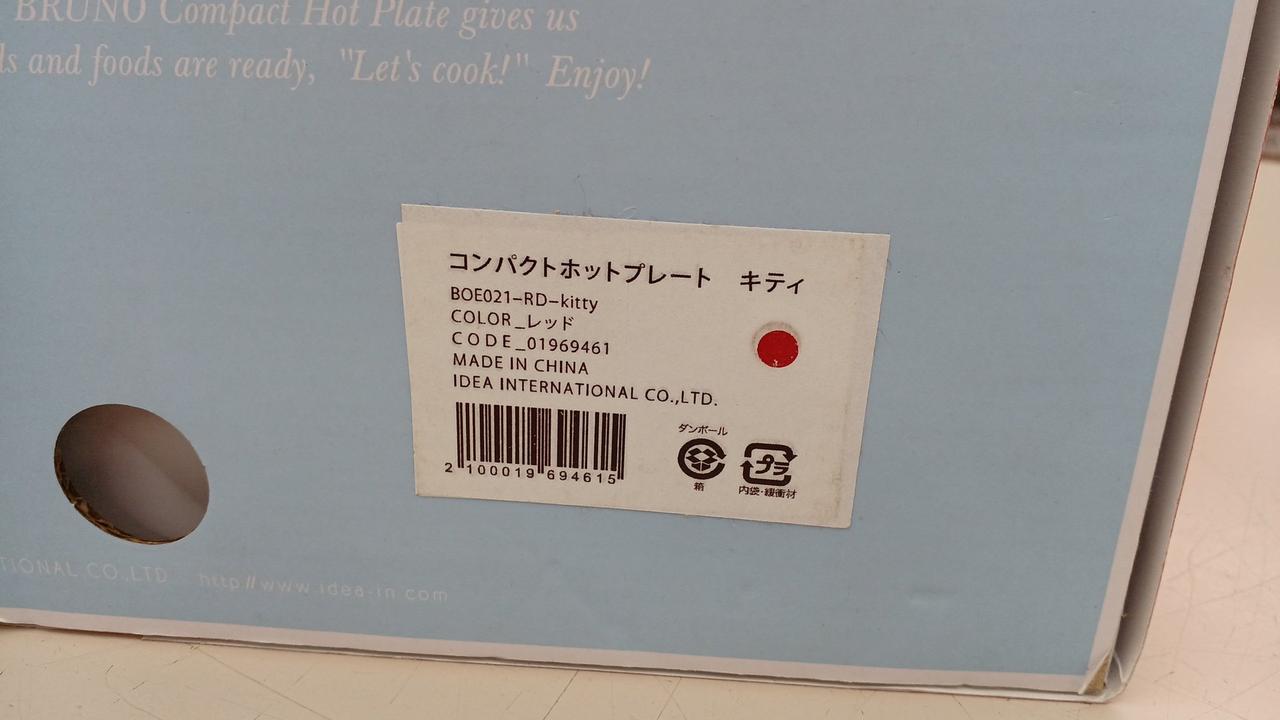 BRUNO Compact Hot Plate gives us
ds and foods are ready, "Let's cook!" Enjoy!
コンパクトホットプレート キティ
BOE021-RD-kitty
COLOR_レッド
CODE_01969461
MADE IN CHINA
IDEA INTERNATIONAL CO.,LTD.
2 100019 694615
ダンボール
箱
プラ
内袋・緩衝材
TIONAL CO.,LTD http://www.idea-in.com